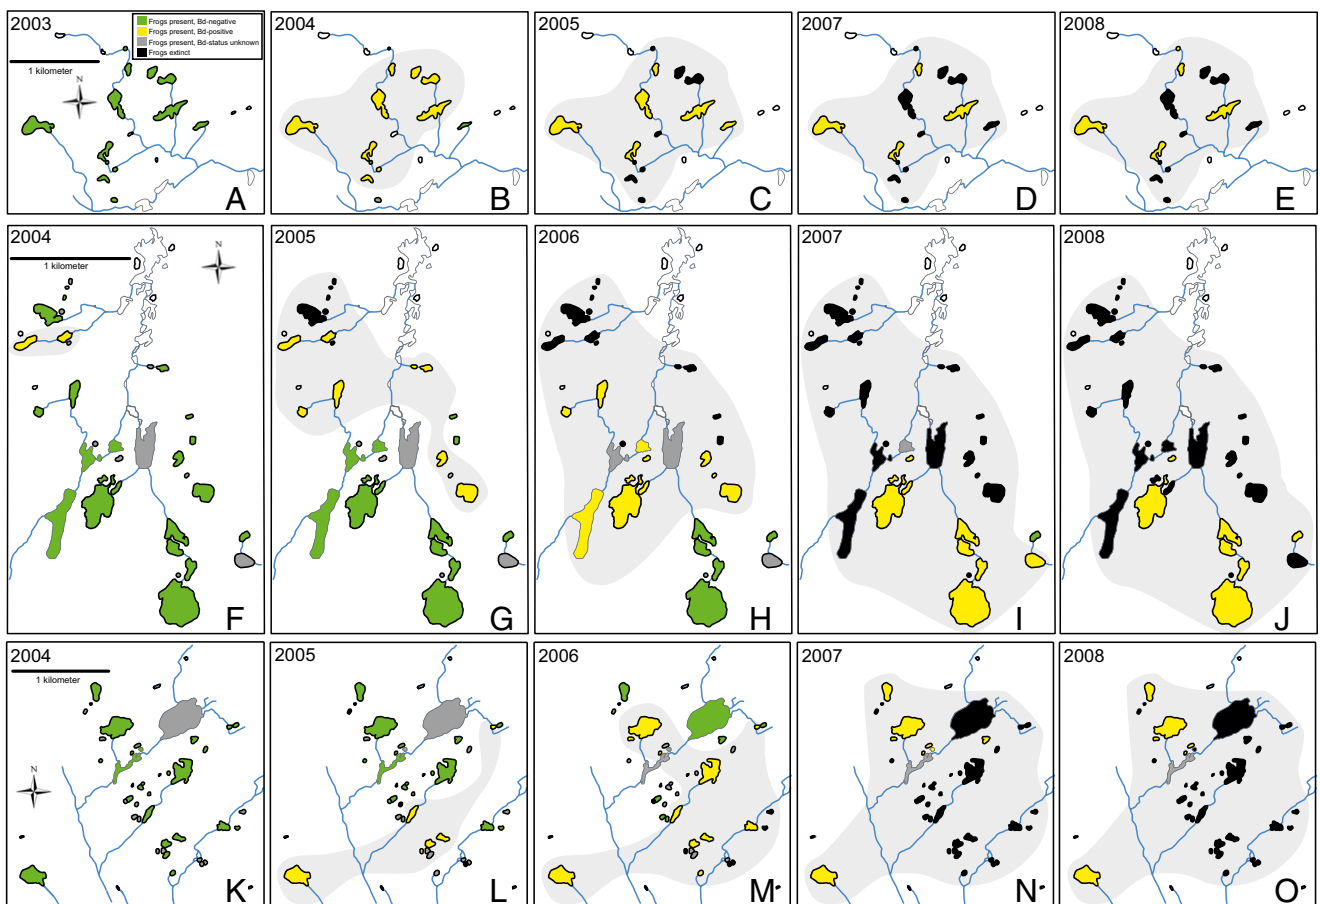 2003
Frogs present, Bd-negative
Frogs present, Bd-positive
Frogs present, Bd-status unknown
Frogs extinct
1 kilometer
N
A
2004
B
2005
C
2007
D
2008
E
2004
1 kilometer
N
F
2005
G
2006
H
2007
I
2008
J
2004
1 kilometer
N
K
2005
L
2006
M
2007
N
2008
O